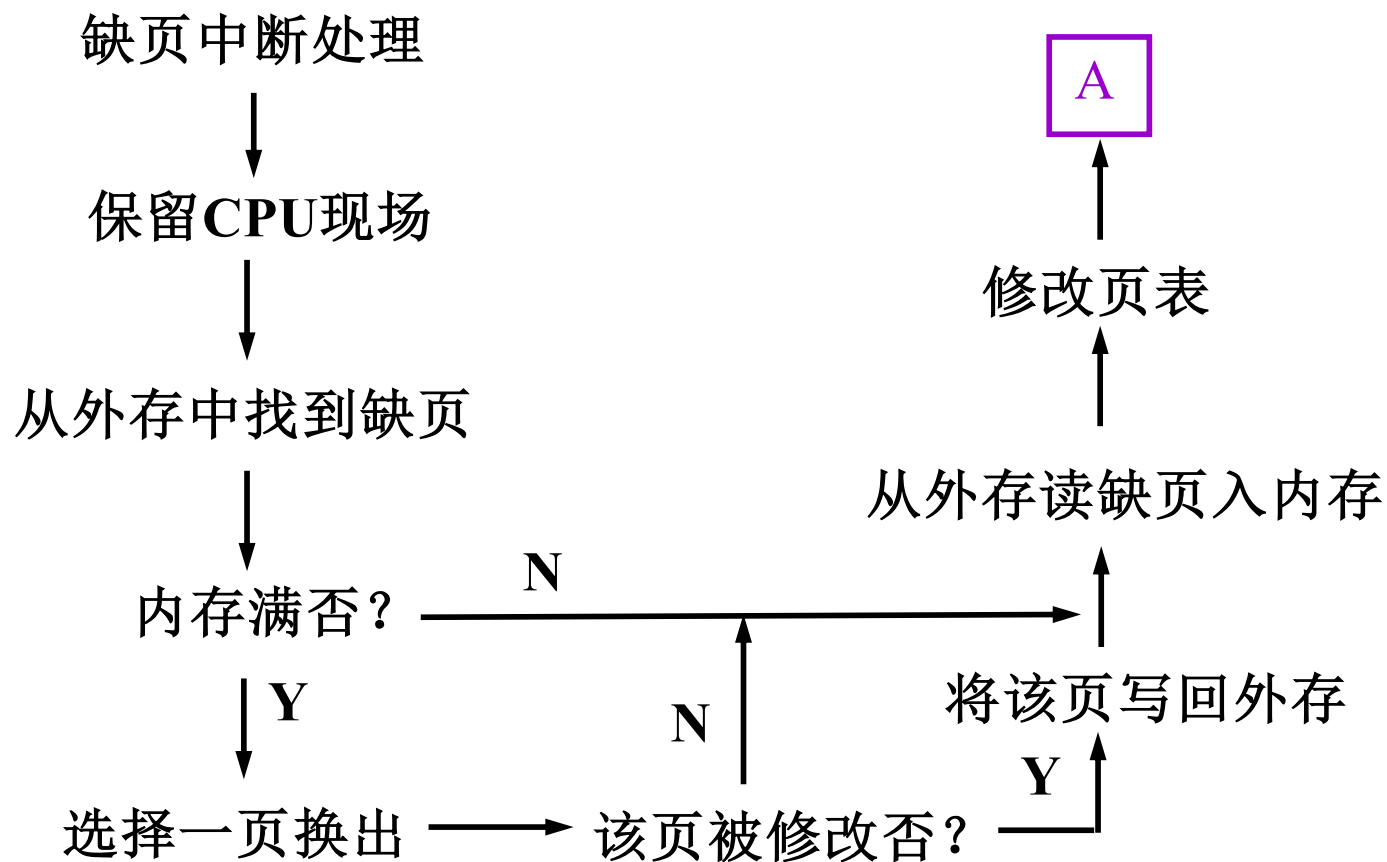 缺页中断处理
保留CPU现场
从外存中找到缺页
内存满否？
N
Y
选择一页换出
该页被修改否？
N
Y
将该页写回外存
从外存读缺页入内存
修改页表
A